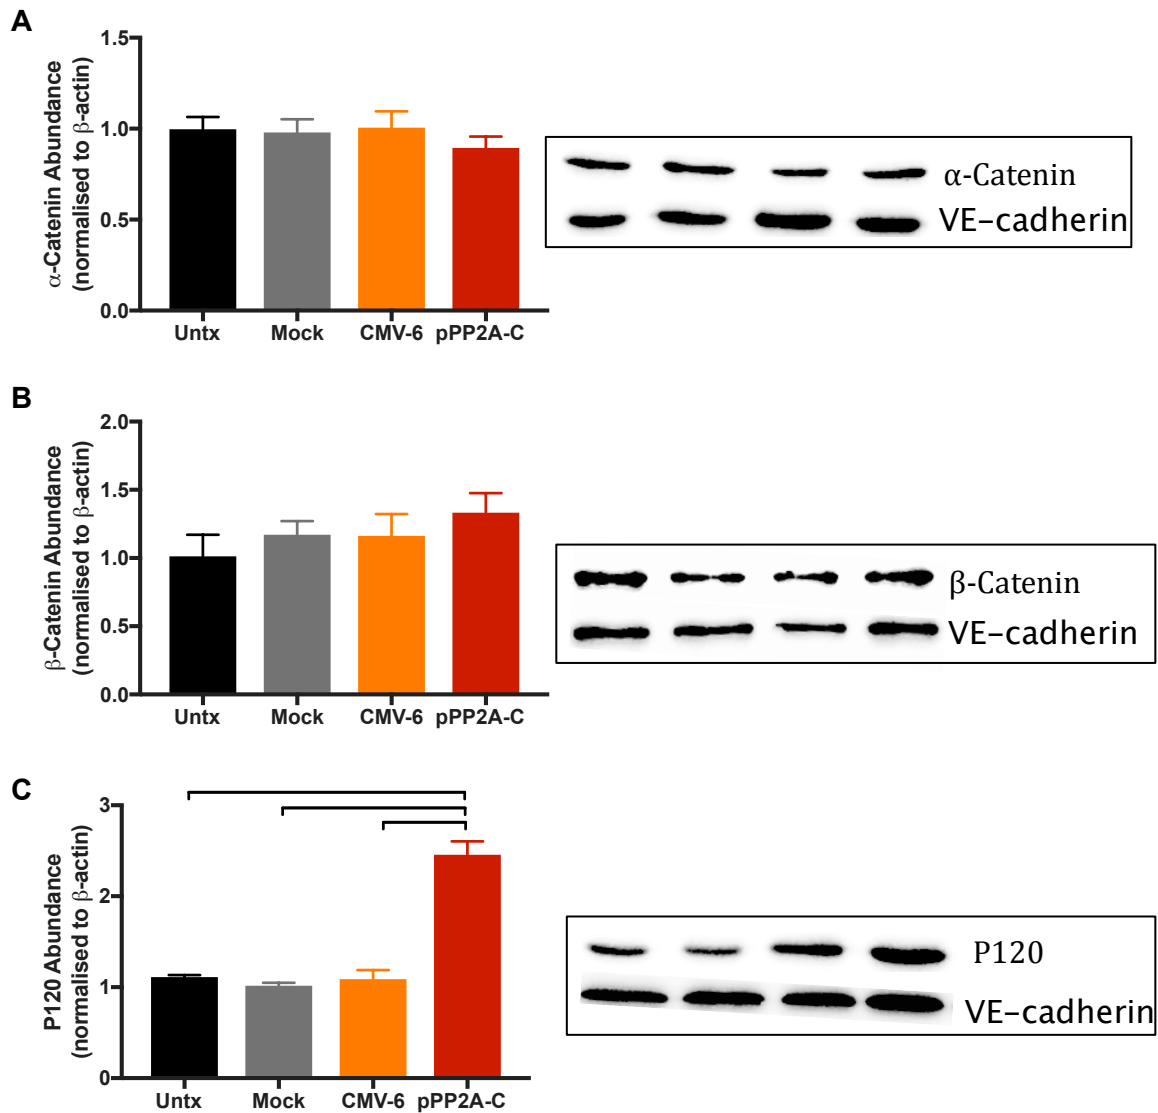 A
α-Catenin Abundance
(normalised to β-actin)
1.5
1.0
0.5
0.0
Untx Mock CMV-6 pPP2A-C
α-Catenin
VE-cadherin
B
β-Catenin Abundance
(normalised to β-actin)
2.0
1.5
1.0
0.5
0.0
Untx Mock CMV-6 pPP2A-C
β-Catenin
VE-cadherin
C
P120 Abundance
(normalised to β-actin)
3
2
1
0
Untx Mock CMV-6 pPP2A-C
P120
VE-cadherin